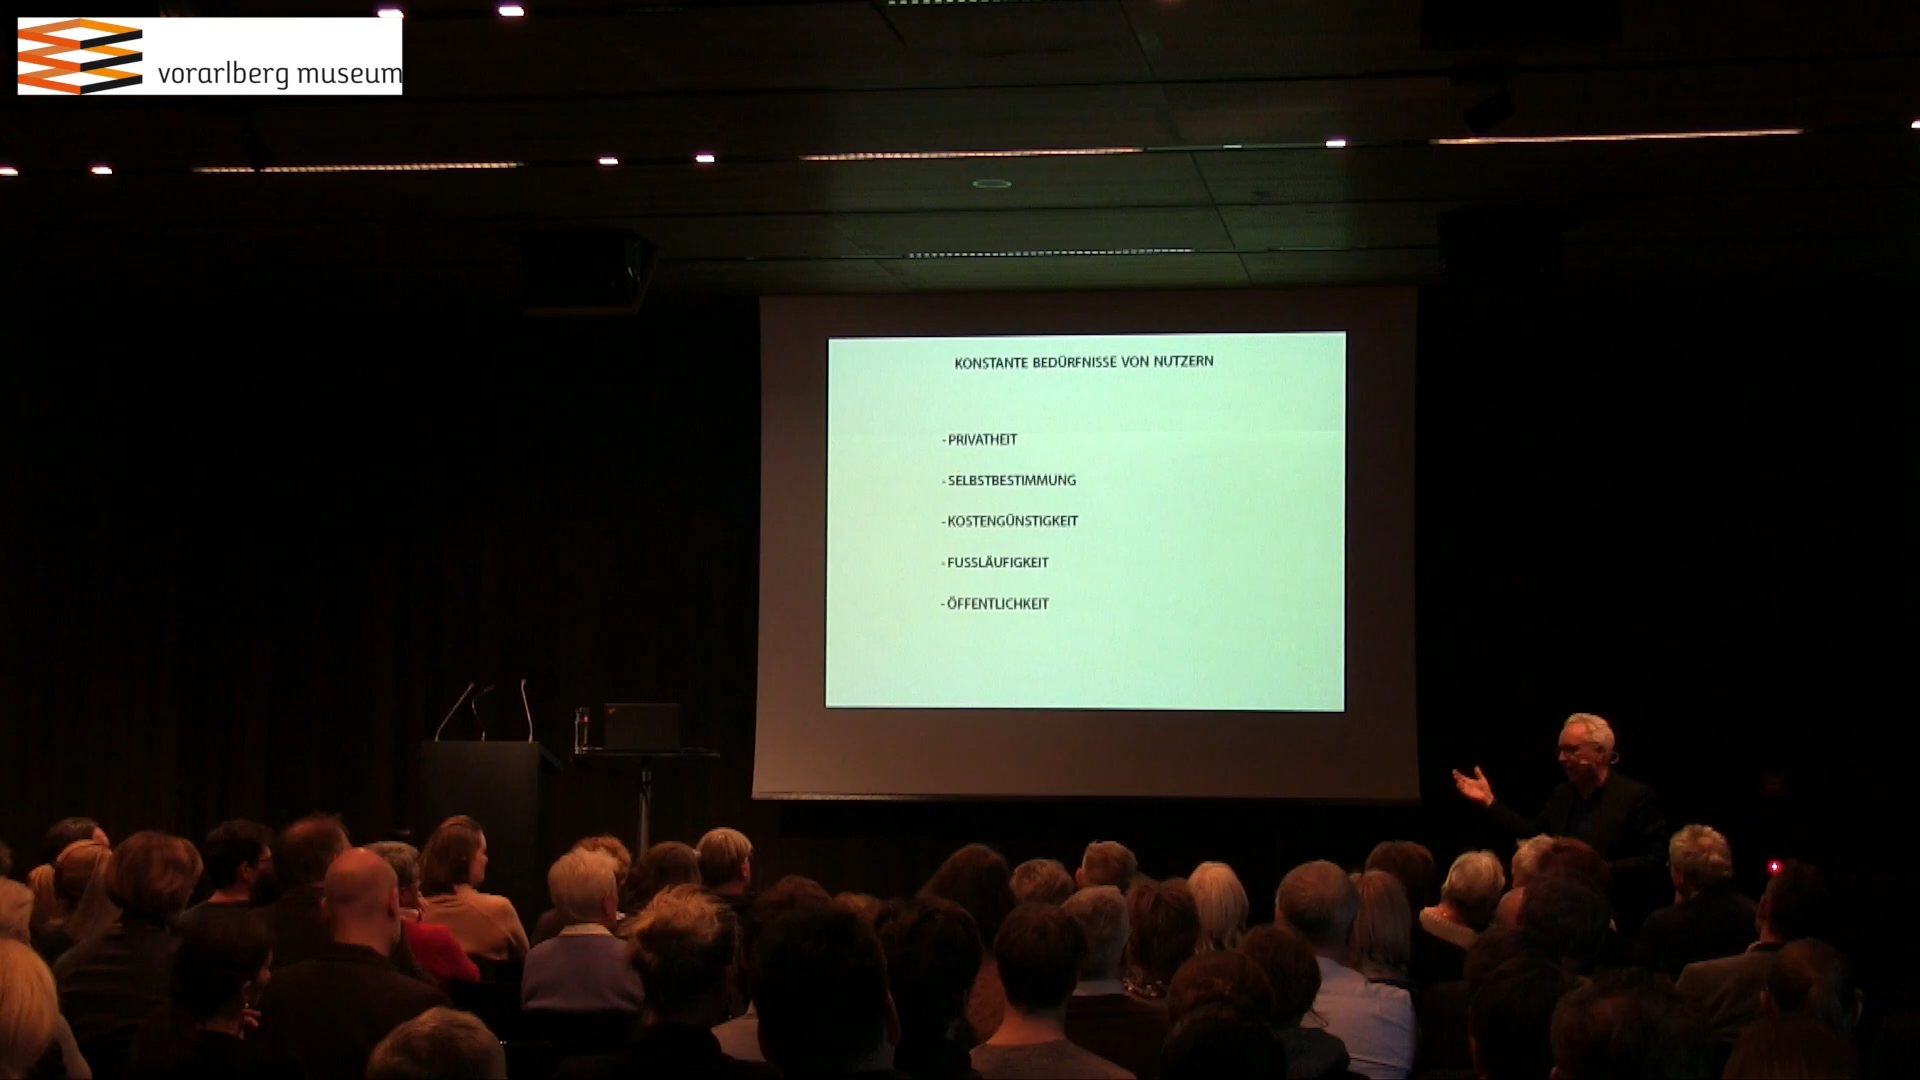 vorarlberg museum
KONSTANTE BEDÜRFNISSE VON NUTZERN
- PRIVATHEIT
- SELBSTBESTIMMUNG
- KOSTENGÜNSTIGKEIT
- FUSSLÄUFIGKEIT
- ÖFFENTLICHKEIT